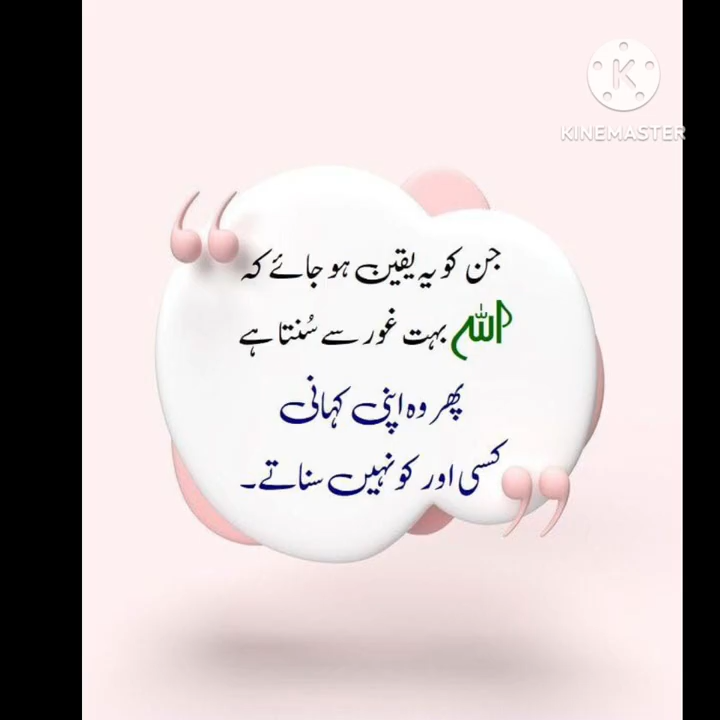 KINEMASTER
جن کو یہ یقین ہو جائے کہ
اللہ بہت غور سے سُنتا ہے
پھر وہ اپنی کہانی
کسی اور کو نہیں سناتے۔